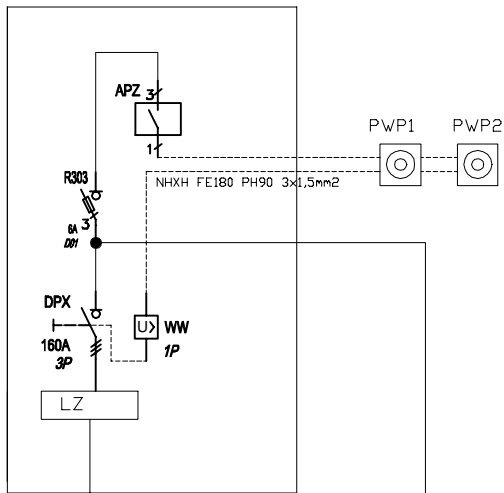 APZ 3
1
PWP1 PWP2
NHXH FE180 PH90 3x1,5mm2
R303
3
6A
D01
DPX
160A
3P
U> WW
1P
LZ